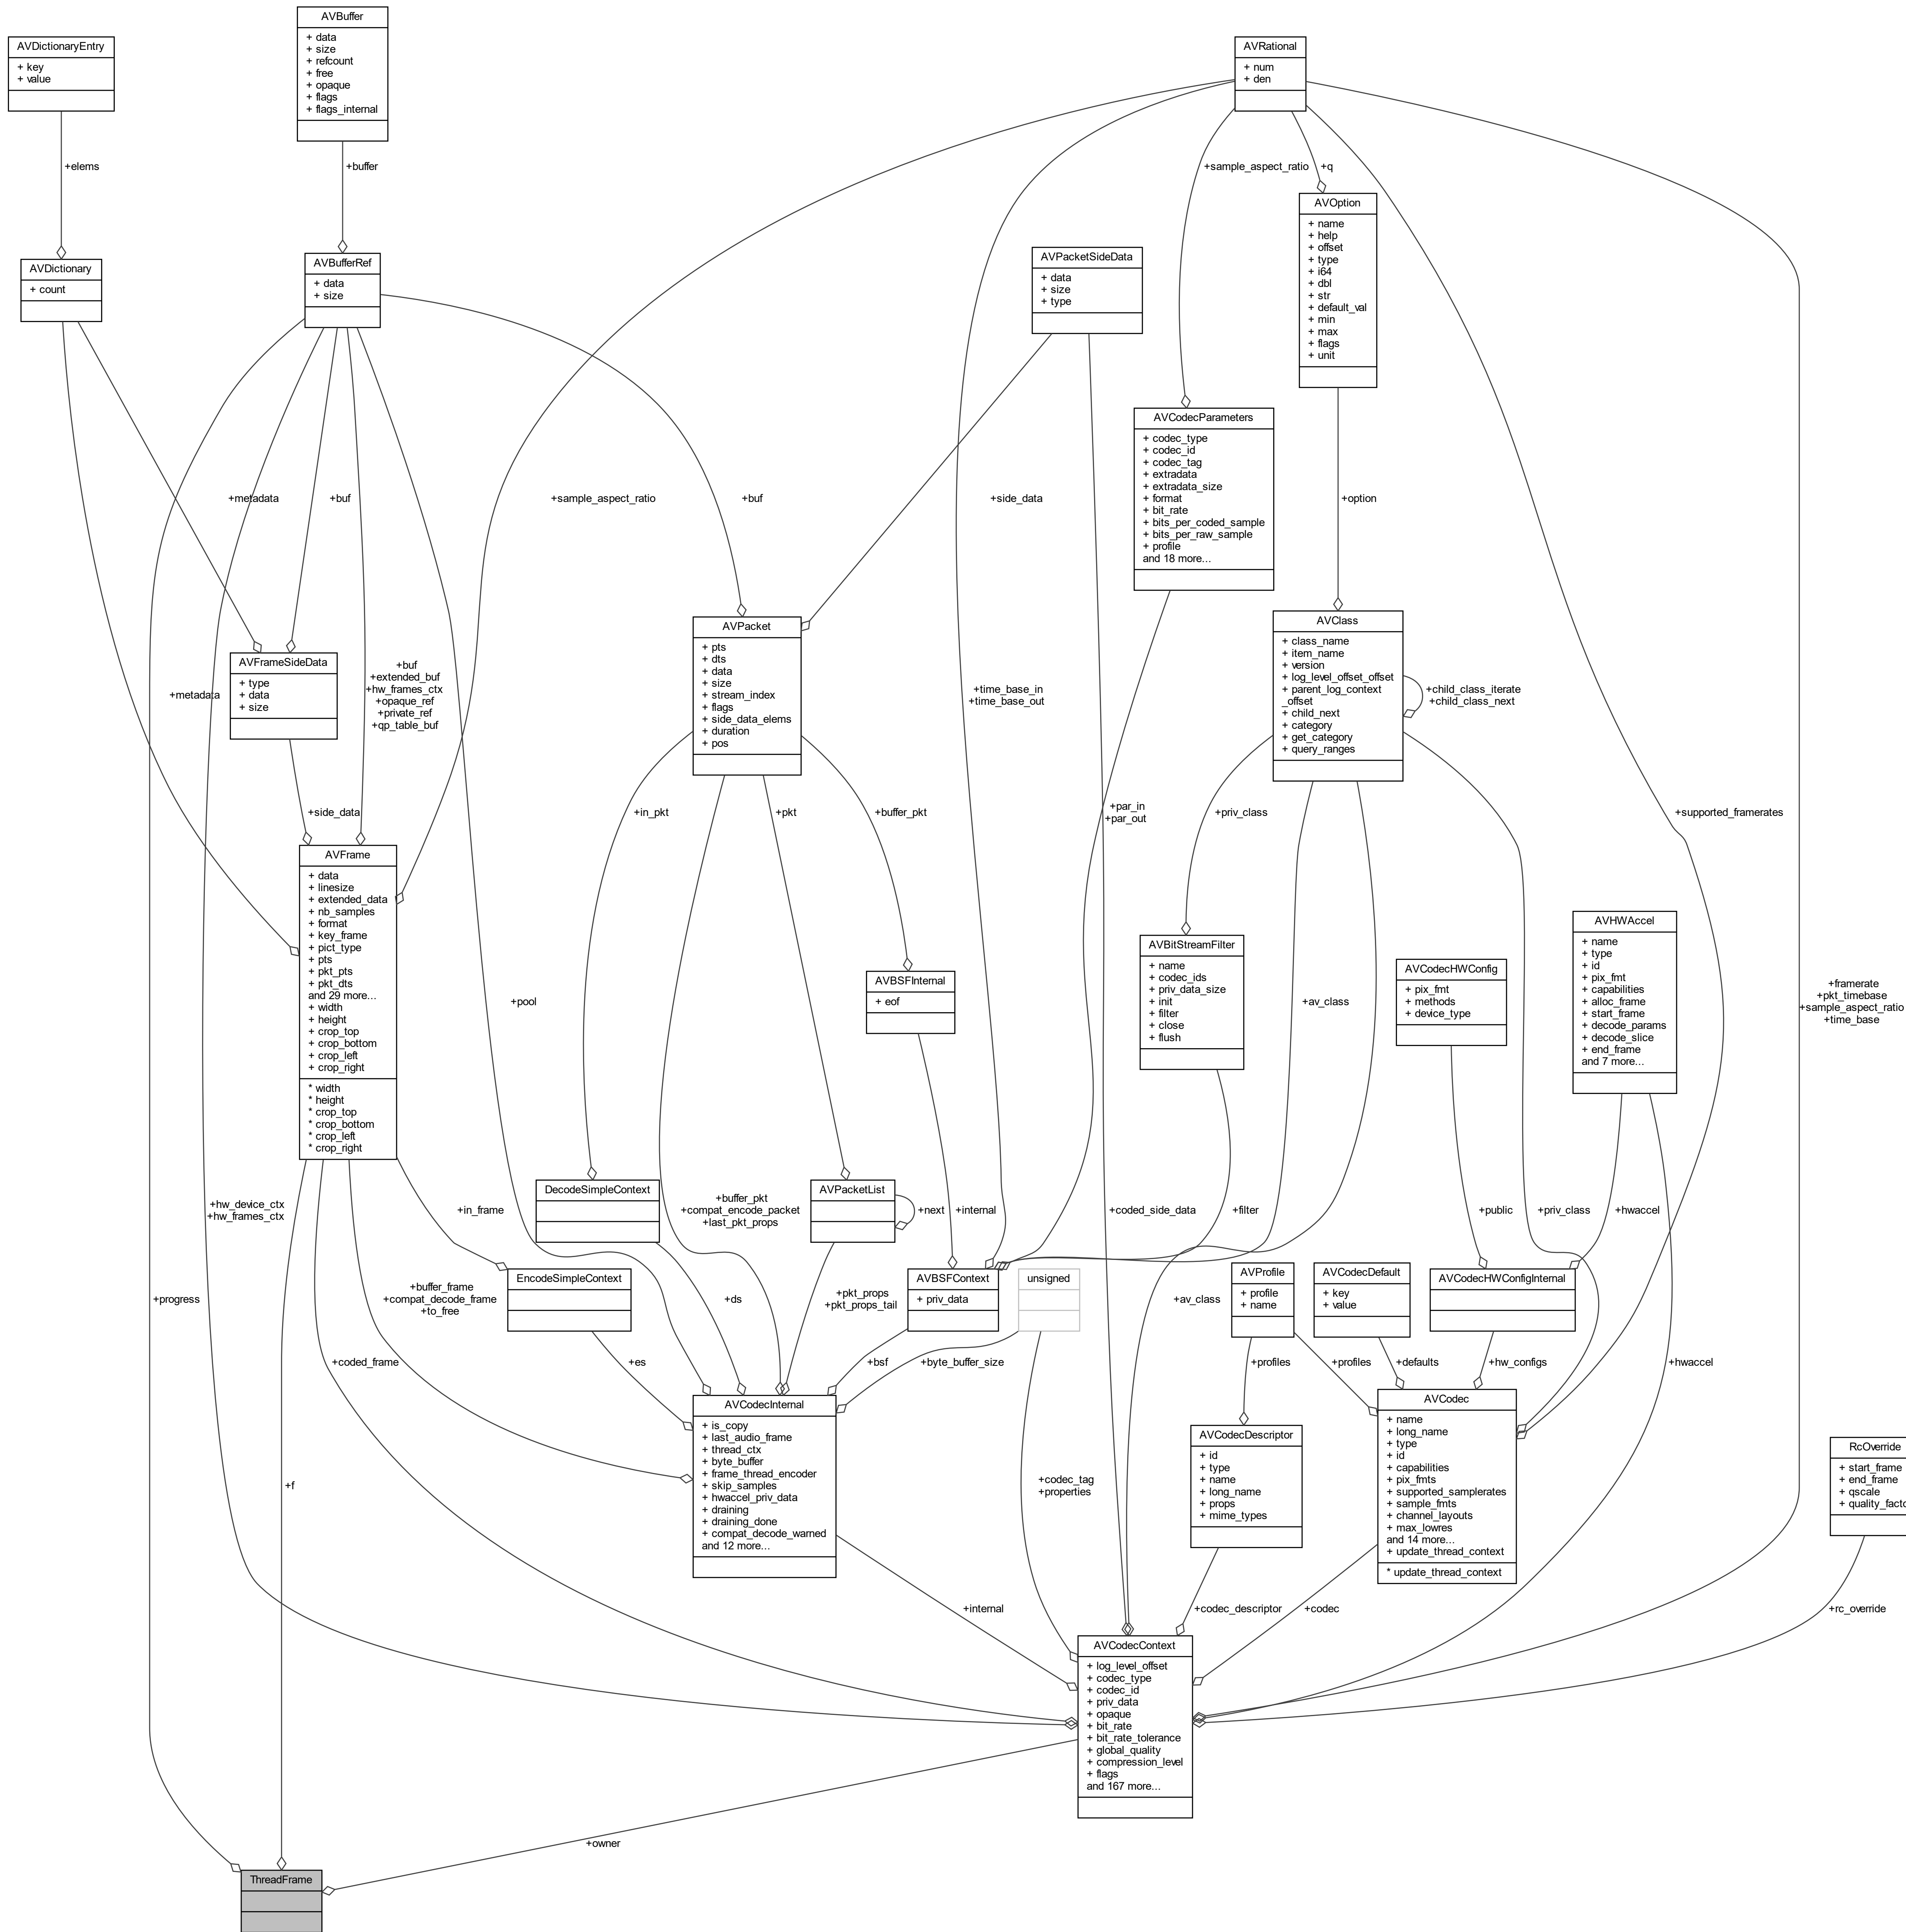 AVBuffer
+ data
+ size
+ refcount
+ free
+ opaque
+ flags
+ flags_internal
AVDictionaryEntry
+ key
+ value
AVRational
+ num
+ den
+elems
+buffer
+sample_aspect_ratio
+q
AVOption
+ name
+ help
+ offset
+ type
+ i64
+ dbl
+ str
+ default_val
+ min
+ max
+ flags
+ unit
AVPacketSideData
+ data
+ size
+ type
AVBufferRef
+ data
+ size
AVDictionary
+ count
AVCodecParameters
+ codec_type
+ codec_id
+ codec_tag
+ extradata
+ extradata_size
+ format
+ bit_rate
+ bits_per_coded_sample
+ bits_per_raw_sample
+ profile
and 18 more...
+metadata
+buf
+sample_aspect_ratio
+buf
+side_data
+option
AVClass
+ class_name
+ item_name
+ version
+ log_level_offset_offset
+ parent_log_context
_offset
+ child_next
+ category
+ get_category
+ query_ranges
+child_class_iterate
+child_class_next
AVPacket
+ pts
+ dts
+ data
+ size
+ stream_index
+ flags
+ side_data_elems
+ duration
+ pos
AVFrameSideData
+ type
+ data
+ size
+metadata
+buf
+extended_buf
+hw_frames_ctx
+opaque_ref
+private_ref
+qp_table_buf
+time_base_in
+time_base_out
+side_data
+in_pkt
+pkt
+buffer_pkt
+par_in
+par_out
+priv_class
+supported_framerates
AVFrame
+ data
+ linesize
+ extended_data
+ nb_samples
+ format
+ key_frame
+ pict_type
+ pts
+ pkt_pts
+ pkt_dts
and 29 more...
+ width
+ height
+ crop_top
+ crop_bottom
+ crop_left
+ crop_right
* width
* height
* crop_top
* crop_bottom
* crop_left
* crop_right
+pool
AVBSFInternal
+ eof
AVBitStreamFilter
+ name
+ codec_ids
+ priv_data_size
+ init
+ filter
+ close
+ flush
+av_class
AVCodecHWConfig
+ pix_fmt
+ methods
+ device_type
AVHWAccel
+ name
+ type
+ id
+ pix_fmt
+ capabilities
+ alloc_frame
+ start_frame
+ decode_params
+ decode_slice
+ end_frame
and 7 more...
+framerate
+pkt_timebase
+sample_aspect_ratio
+time_base
+hw_device_ctx
+hw_frames_ctx
+in_frame
DecodeSimpleContext
+buffer_pkt
+compat_encode_packet
+last_pkt_props
AVPacketList
+next
+internal
+coded_side_data
+filter
+public
+priv_class
+hwaccel
+progress
+buffer_frame
+compat_decode_frame
+to_free
EncodeSimpleContext
+ds
+pkt_props
+pkt_props_tail
AVBSFContext
+ priv_data
unsigned
+av_class
AVProfile
+ profile
+ name
AVCodecDefault
+ key
+ value
AVCodecHWConfigInternal
+coded_frame
+es
+bsf
+byte_buffer_size
+profiles
+profiles
+defaults
+hw_configs
+hwaccel
AVCodecInternal
+ is_copy
+ last_audio_frame
+ thread_ctx
+ byte_buffer
+ frame_thread_encoder
+ skip_samples
+ hwaccel_priv_data
+ draining
+ draining_done
+ compat_decode_warned
and 12 more...
+f
+codec_tag
+properties
AVCodecDescriptor
+ id
+ type
+ name
+ long_name
+ props
+ mime_types
AVCodec
+ name
+ long_name
+ type
+ id
+ capabilities
+ pix_fmts
+ supported_samplerates
+ sample_fmts
+ channel_layouts
+ max_lowres
and 14 more...
+ update_thread_context
* update_thread_context
RcOverride
+ start_frame
+ end_frame
+ qscale
+ quality_facto
+internal
+codec_descriptor
+codec
+rc_override
AVCodecContext
+ log_level_offset
+ codec_type
+ codec_id
+ priv_data
+ opaque
+ bit_rate
+ bit_rate_tolerance
+ global_quality
+ compression_level
+ flags
and 167 more...
+owner
ThreadFrame